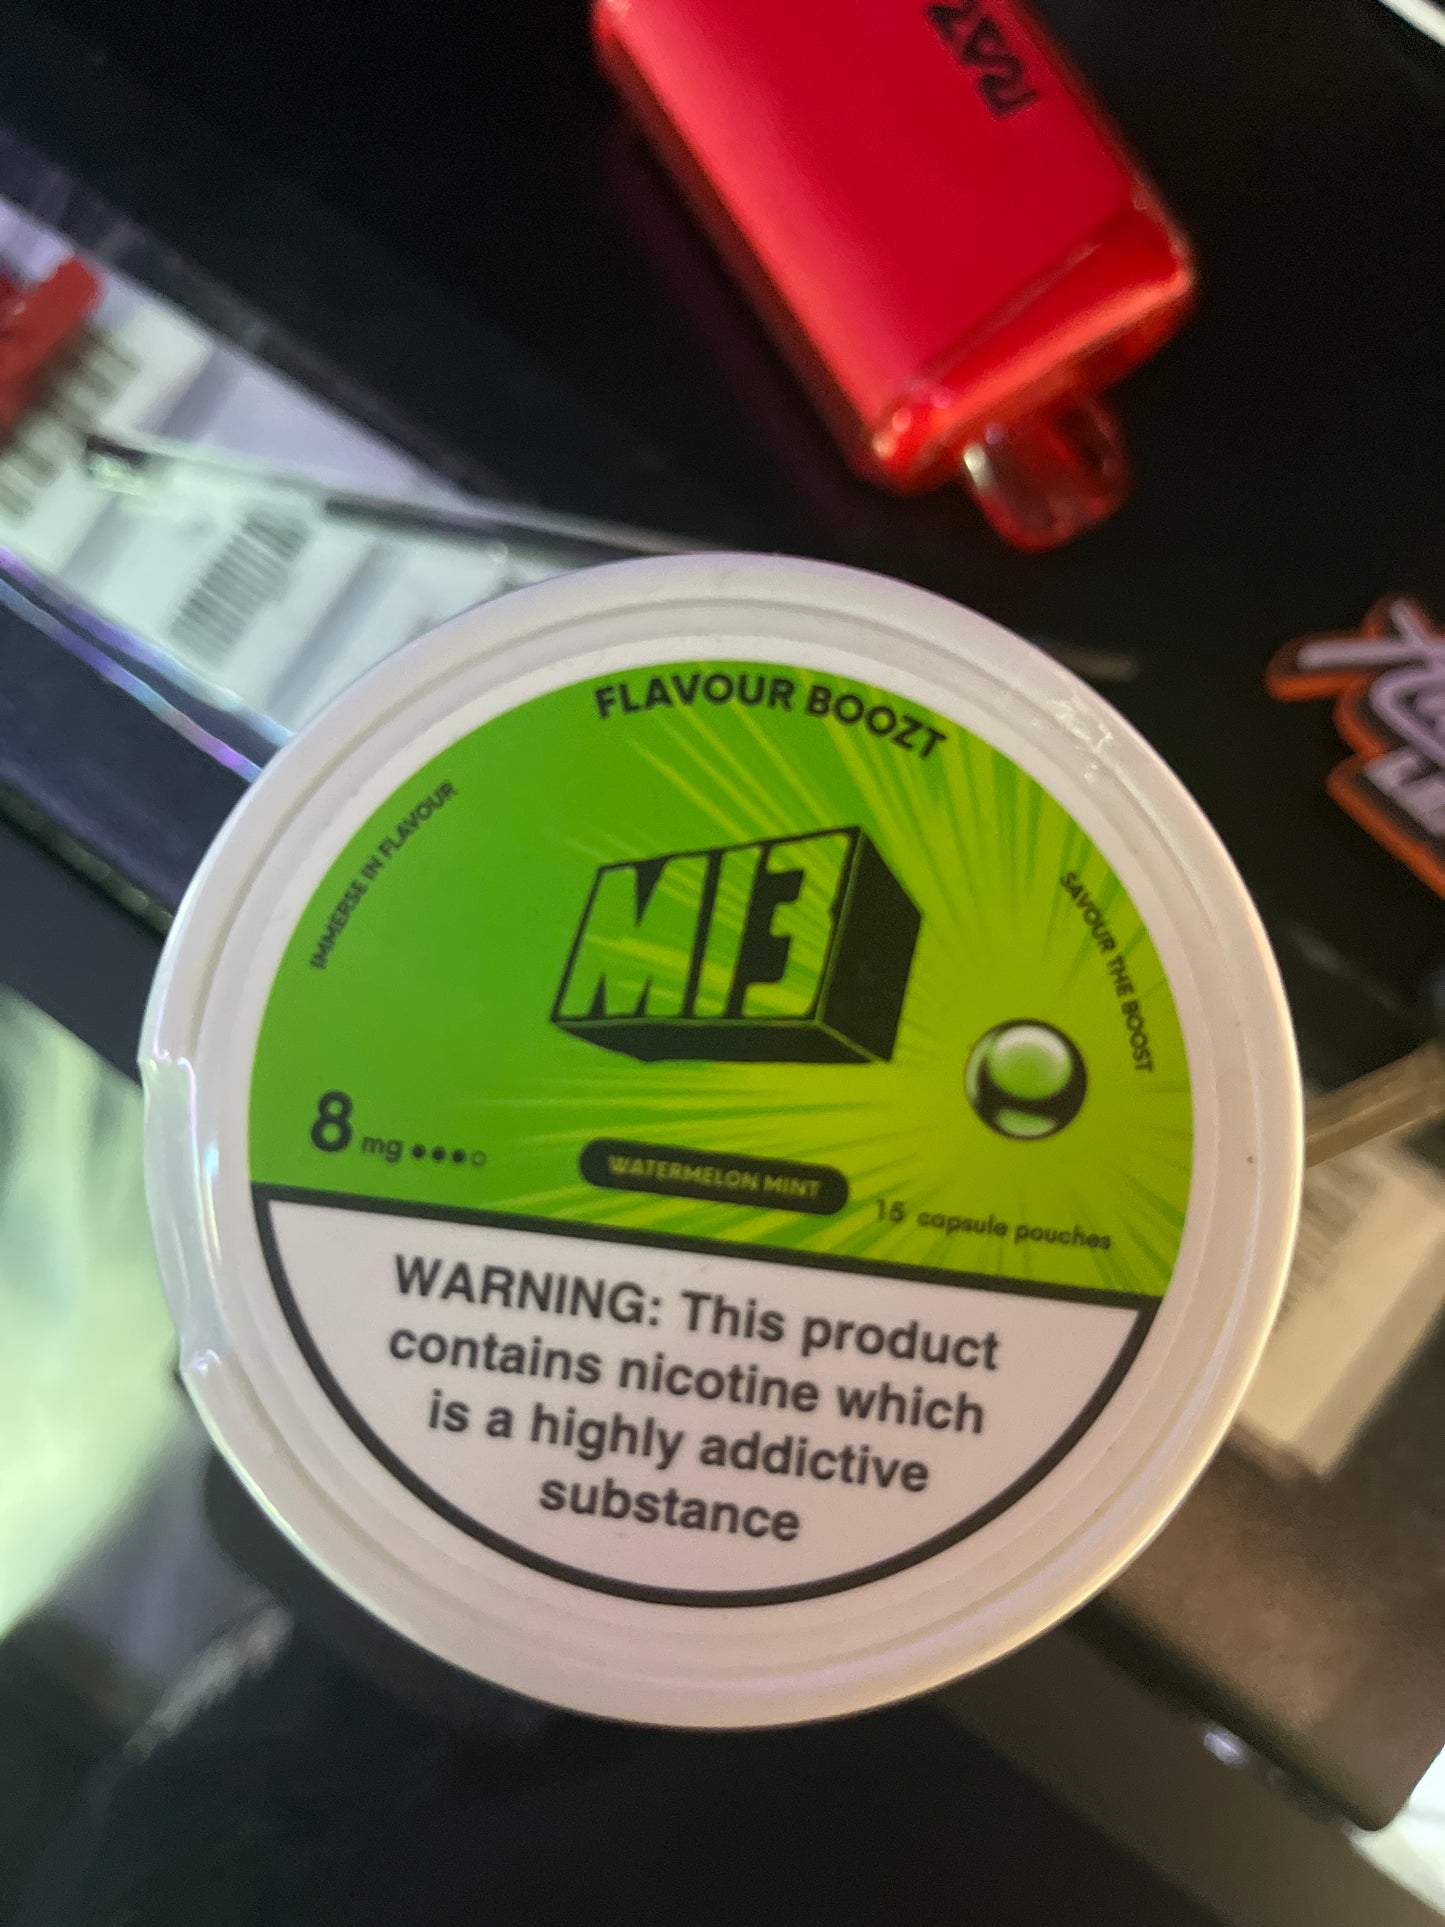 FLAVOUR BOOZT
IMMERSE IN FLAVOUR
SAVOUR THE BOOST
8 mg
WATERMELON MINT
15 capsule pouches
WARNING: This product
contains nicotine which
is a highly addictive
substance